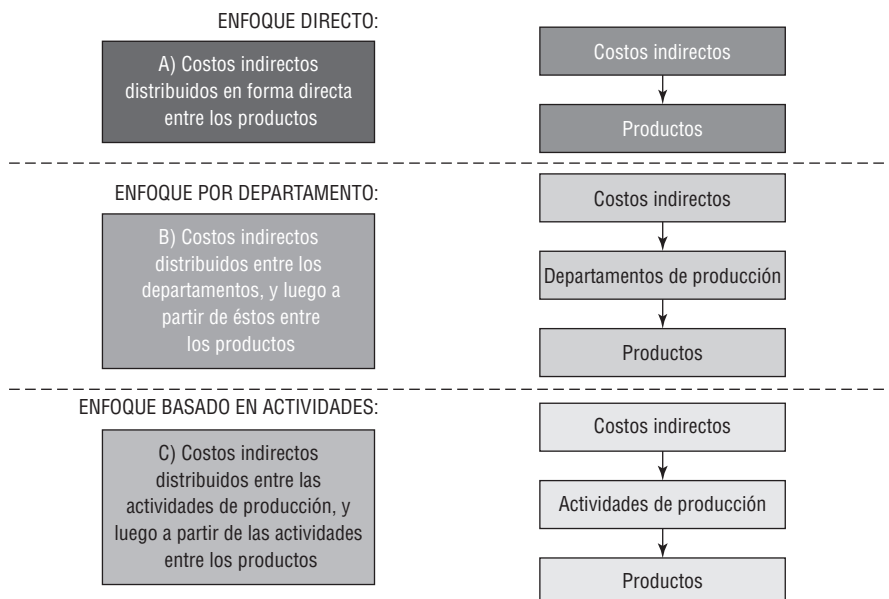 ENFOQUE DIRECTO:
A) Costos indirectos
distribuidos en forma directa
entre los productos
Costos indirectos
Productos
ENFOQUE POR DEPARTAMENTO:
B) Costos indirectos
distribuidos entre los
departamentos, y luego a
partir de éstos entre
los productos
Costos indirectos
Departamentos de producción
Productos
ENFOQUE BASADO EN ACTIVIDADES:
C) Costos indirectos
distribuidos entre las
actividades de producción, y
luego a partir de las actividades
entre los productos
Costos indirectos
Actividades de producción
Productos